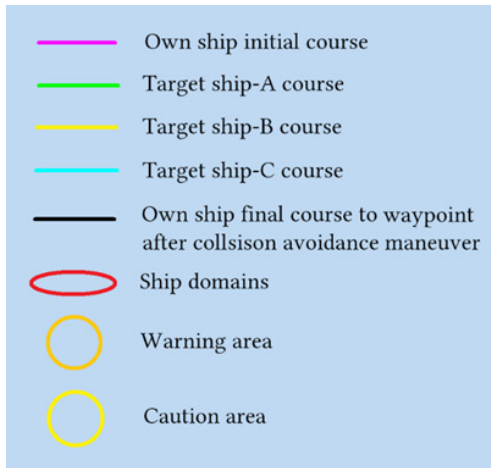 Own ship initial course
Target ship-A course
Target ship-B course
Target ship-C course
Own ship final course to waypoint
after collsison avoidance maneuver
Ship domains
Warning area
Caution area